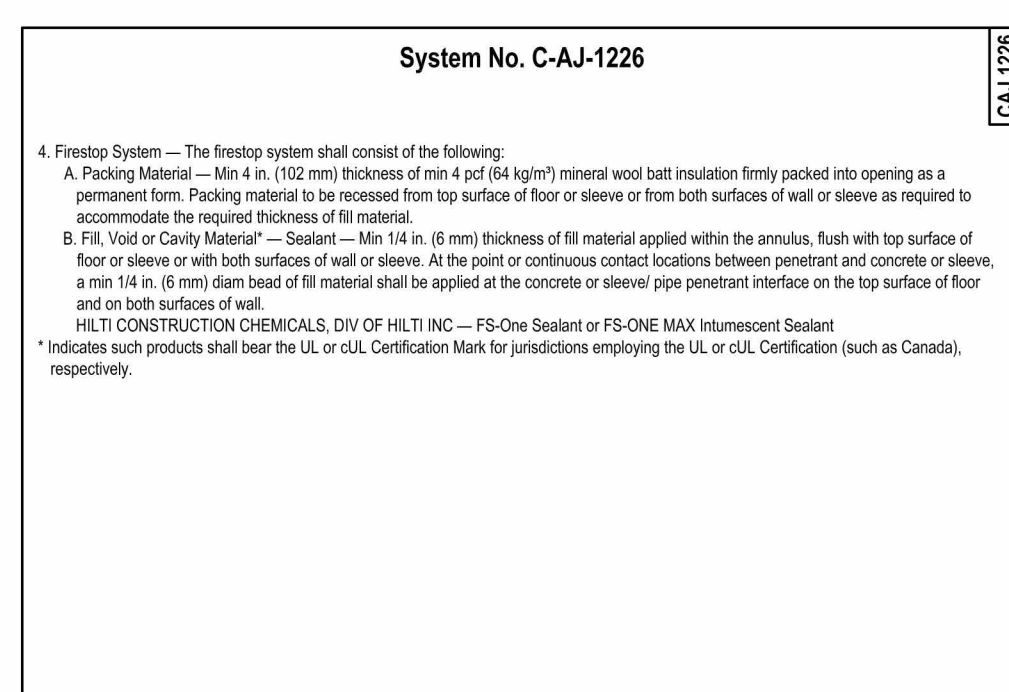 System No. C-AJ-1226
CAJ 1226
4. Firestop System — The firestop system shall consist of the following:
A. Packing Material — Min 4 in. (102 mm) thickness of min 4 pcf (64 kg/m³) mineral wool batt insulation firmly packed into opening as a
permanent form. Packing material to be recessed from top surface of floor or sleeve or from both surfaces of wall or sleeve as required to
accommodate the required thickness of fill material.
B. Fill, Void or Cavity Material* — Sealant — Min 1/4 in. (6 mm) thickness of fill material applied within the annulus, flush with top surface of
floor or sleeve or with both surfaces of wall or sleeve. At the point or continuous contact locations between penetrant and concrete or sleeve,
a min 1/4 in. (6 mm) diam bead of fill material shall be applied at the concrete or sleeve/ pipe penetrant interface on the top surface of floor
and on both surfaces of wall.
HILTI CONSTRUCTION CHEMICALS, DIV OF HILTI INC — FS-One Sealant or FS-ONE MAX Intumescent Sealant
* Indicates such products shall bear the UL or cUL Certification Mark for jurisdictions employing the UL or cUL Certification (such as Canada),
respectively.